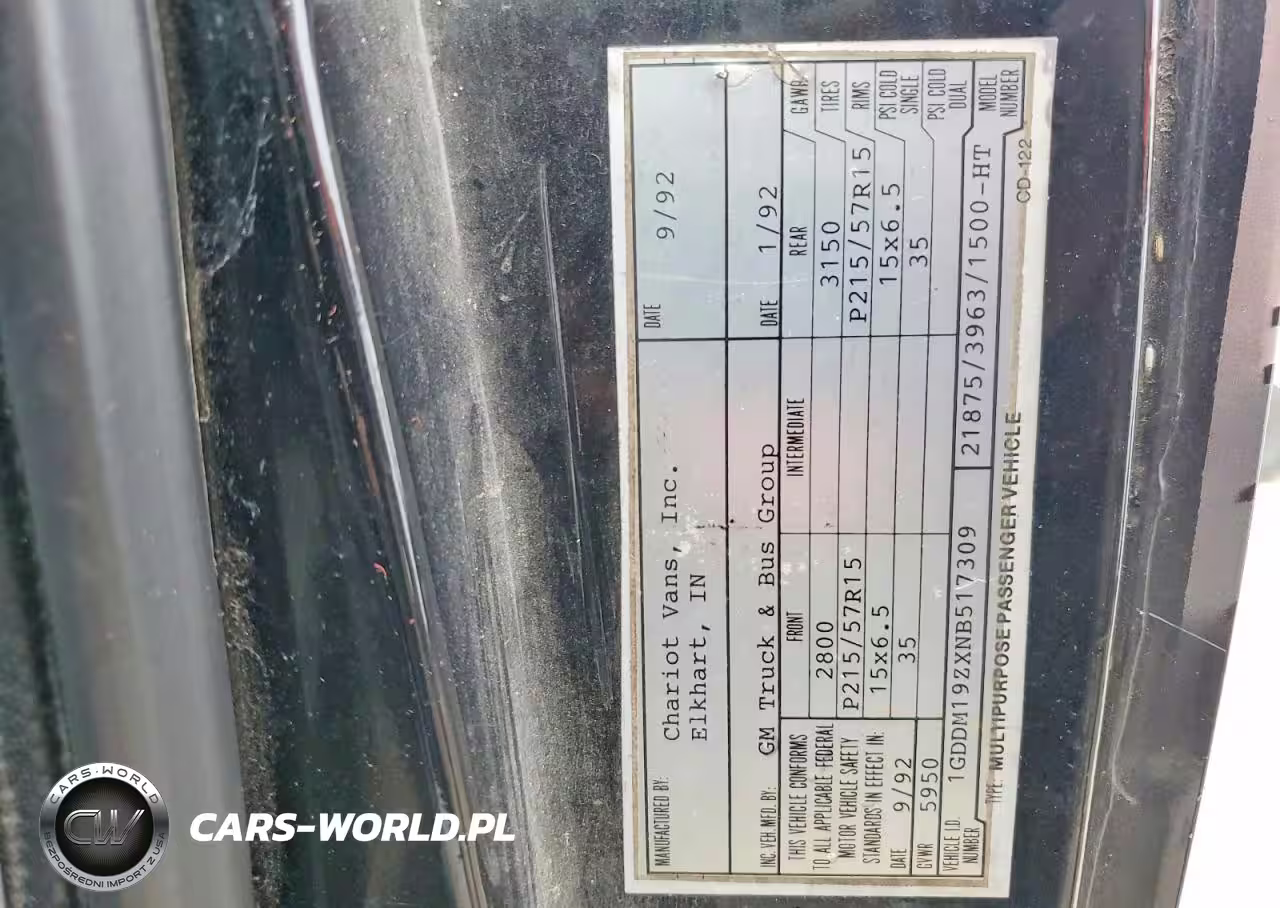 MANUFACTURED BY: Chariot Vans, Inc. DATE 9/92
Elkhart, IN
INC. VEH. MFD. BY: GM Truck & Bus Group DATE 1/92
THIS VEHICLE CONFORMS
TO ALL APPLICABLE FEDERAL
MOTOR VEHICLE SAFETY
STANDARDS IN EFFECT IN:
DATE 9/92
GVWR 5950
FRONT INTERMEDIATE REAR
2800 3150 GAWR
P215/57R15 P215/57R15 TIRES
15x6.5 15x6.5 RIMS
35 35 PSI COLD SINGLE
PSI COLD DUAL
VEHICLE I.D. NUMBER 1GDDM19ZXNB517309 21875/3963/1500-HT MODEL NUMBER
TYPE: MULTIPURPOSE PASSENGER VEHICLE CD-122
CARS-WORLD
CW
BEZPOŚREDNI IMPORT Z USA
CARS-WORLD.PL